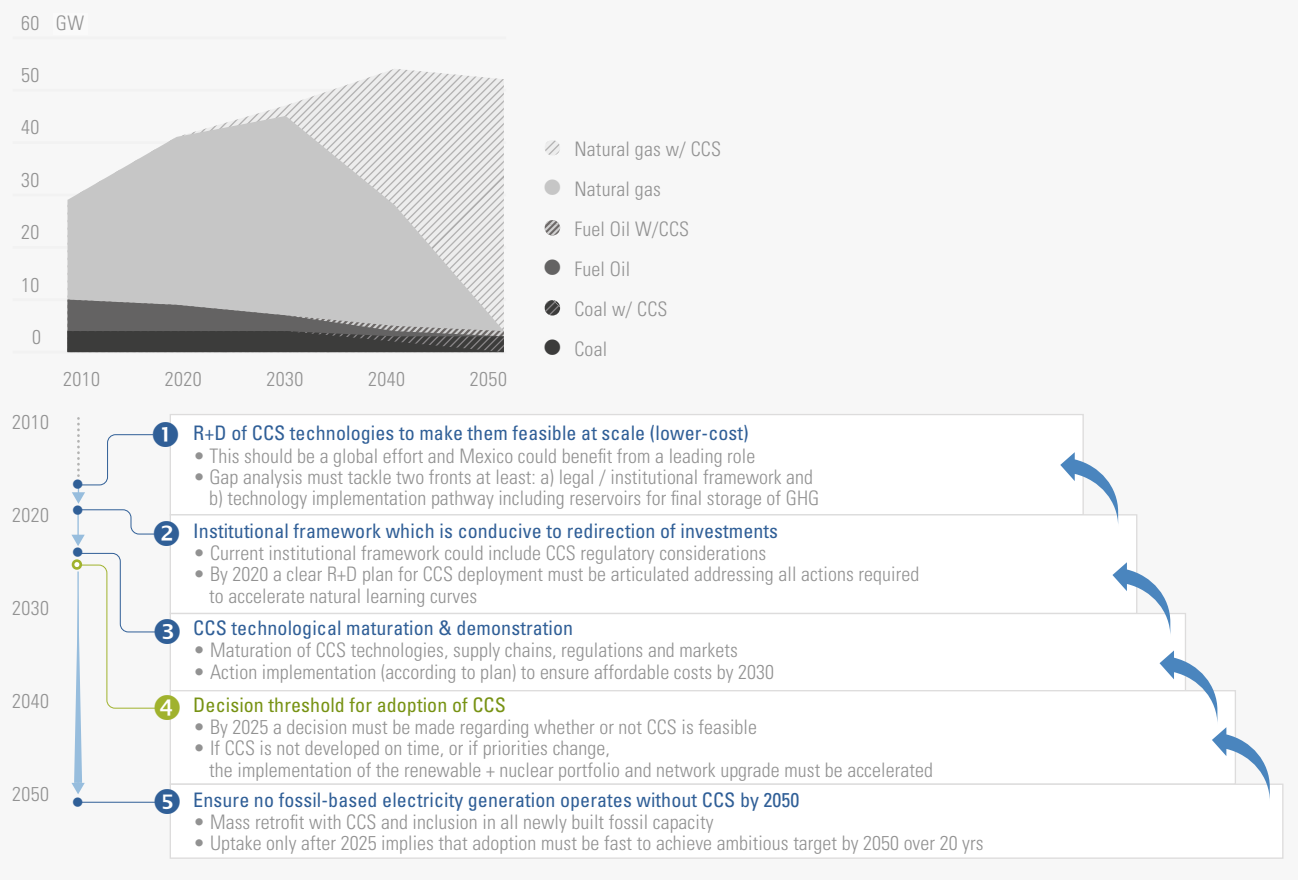 60 GW
50
40
30
20
10
0
2010 2020 2030 2040 2050
Natural gas w/ CCS
Natural gas
Fuel Oil W/CCS
Fuel Oil
Coal w/ CCS
Coal
2010
2020
2030
2040
2050
1 R+D of CCS technologies to make them feasible at scale (lower-cost)
• This should be a global effort and Mexico could benefit from a leading role
• Gap analysis must tackle two fronts at least: a) legal / institutional framework and
b) technology implementation pathway including reservoirs for final storage of GHG
2 Institutional framework which is conducive to redirection of investments
• Current institutional framework could include CCS regulatory considerations
• By 2020 a clear R+D plan for CCS deployment must be articulated addressing all actions required
to accelerate natural learning curves
3 CCS technological maturation & demonstration
• Maturation of CCS technologies, supply chains, regulations and markets
• Action implementation (according to plan) to ensure affordable costs by 2030
4 Decision threshold for adoption of CCS
• By 2025 a decision must be made regarding whether or not CCS is feasible
• If CCS is not developed on time, or if priorities change,
the implementation of the renewable + nuclear portfolio and network upgrade must be accelerated
5 Ensure no fossil-based electricity generation operates without CCS by 2050
• Mass retrofit with CCS and inclusion in all newly built fossil capacity
• Uptake only after 2025 implies that adoption must be fast to achieve ambitious target by 2050 over 20 yrs